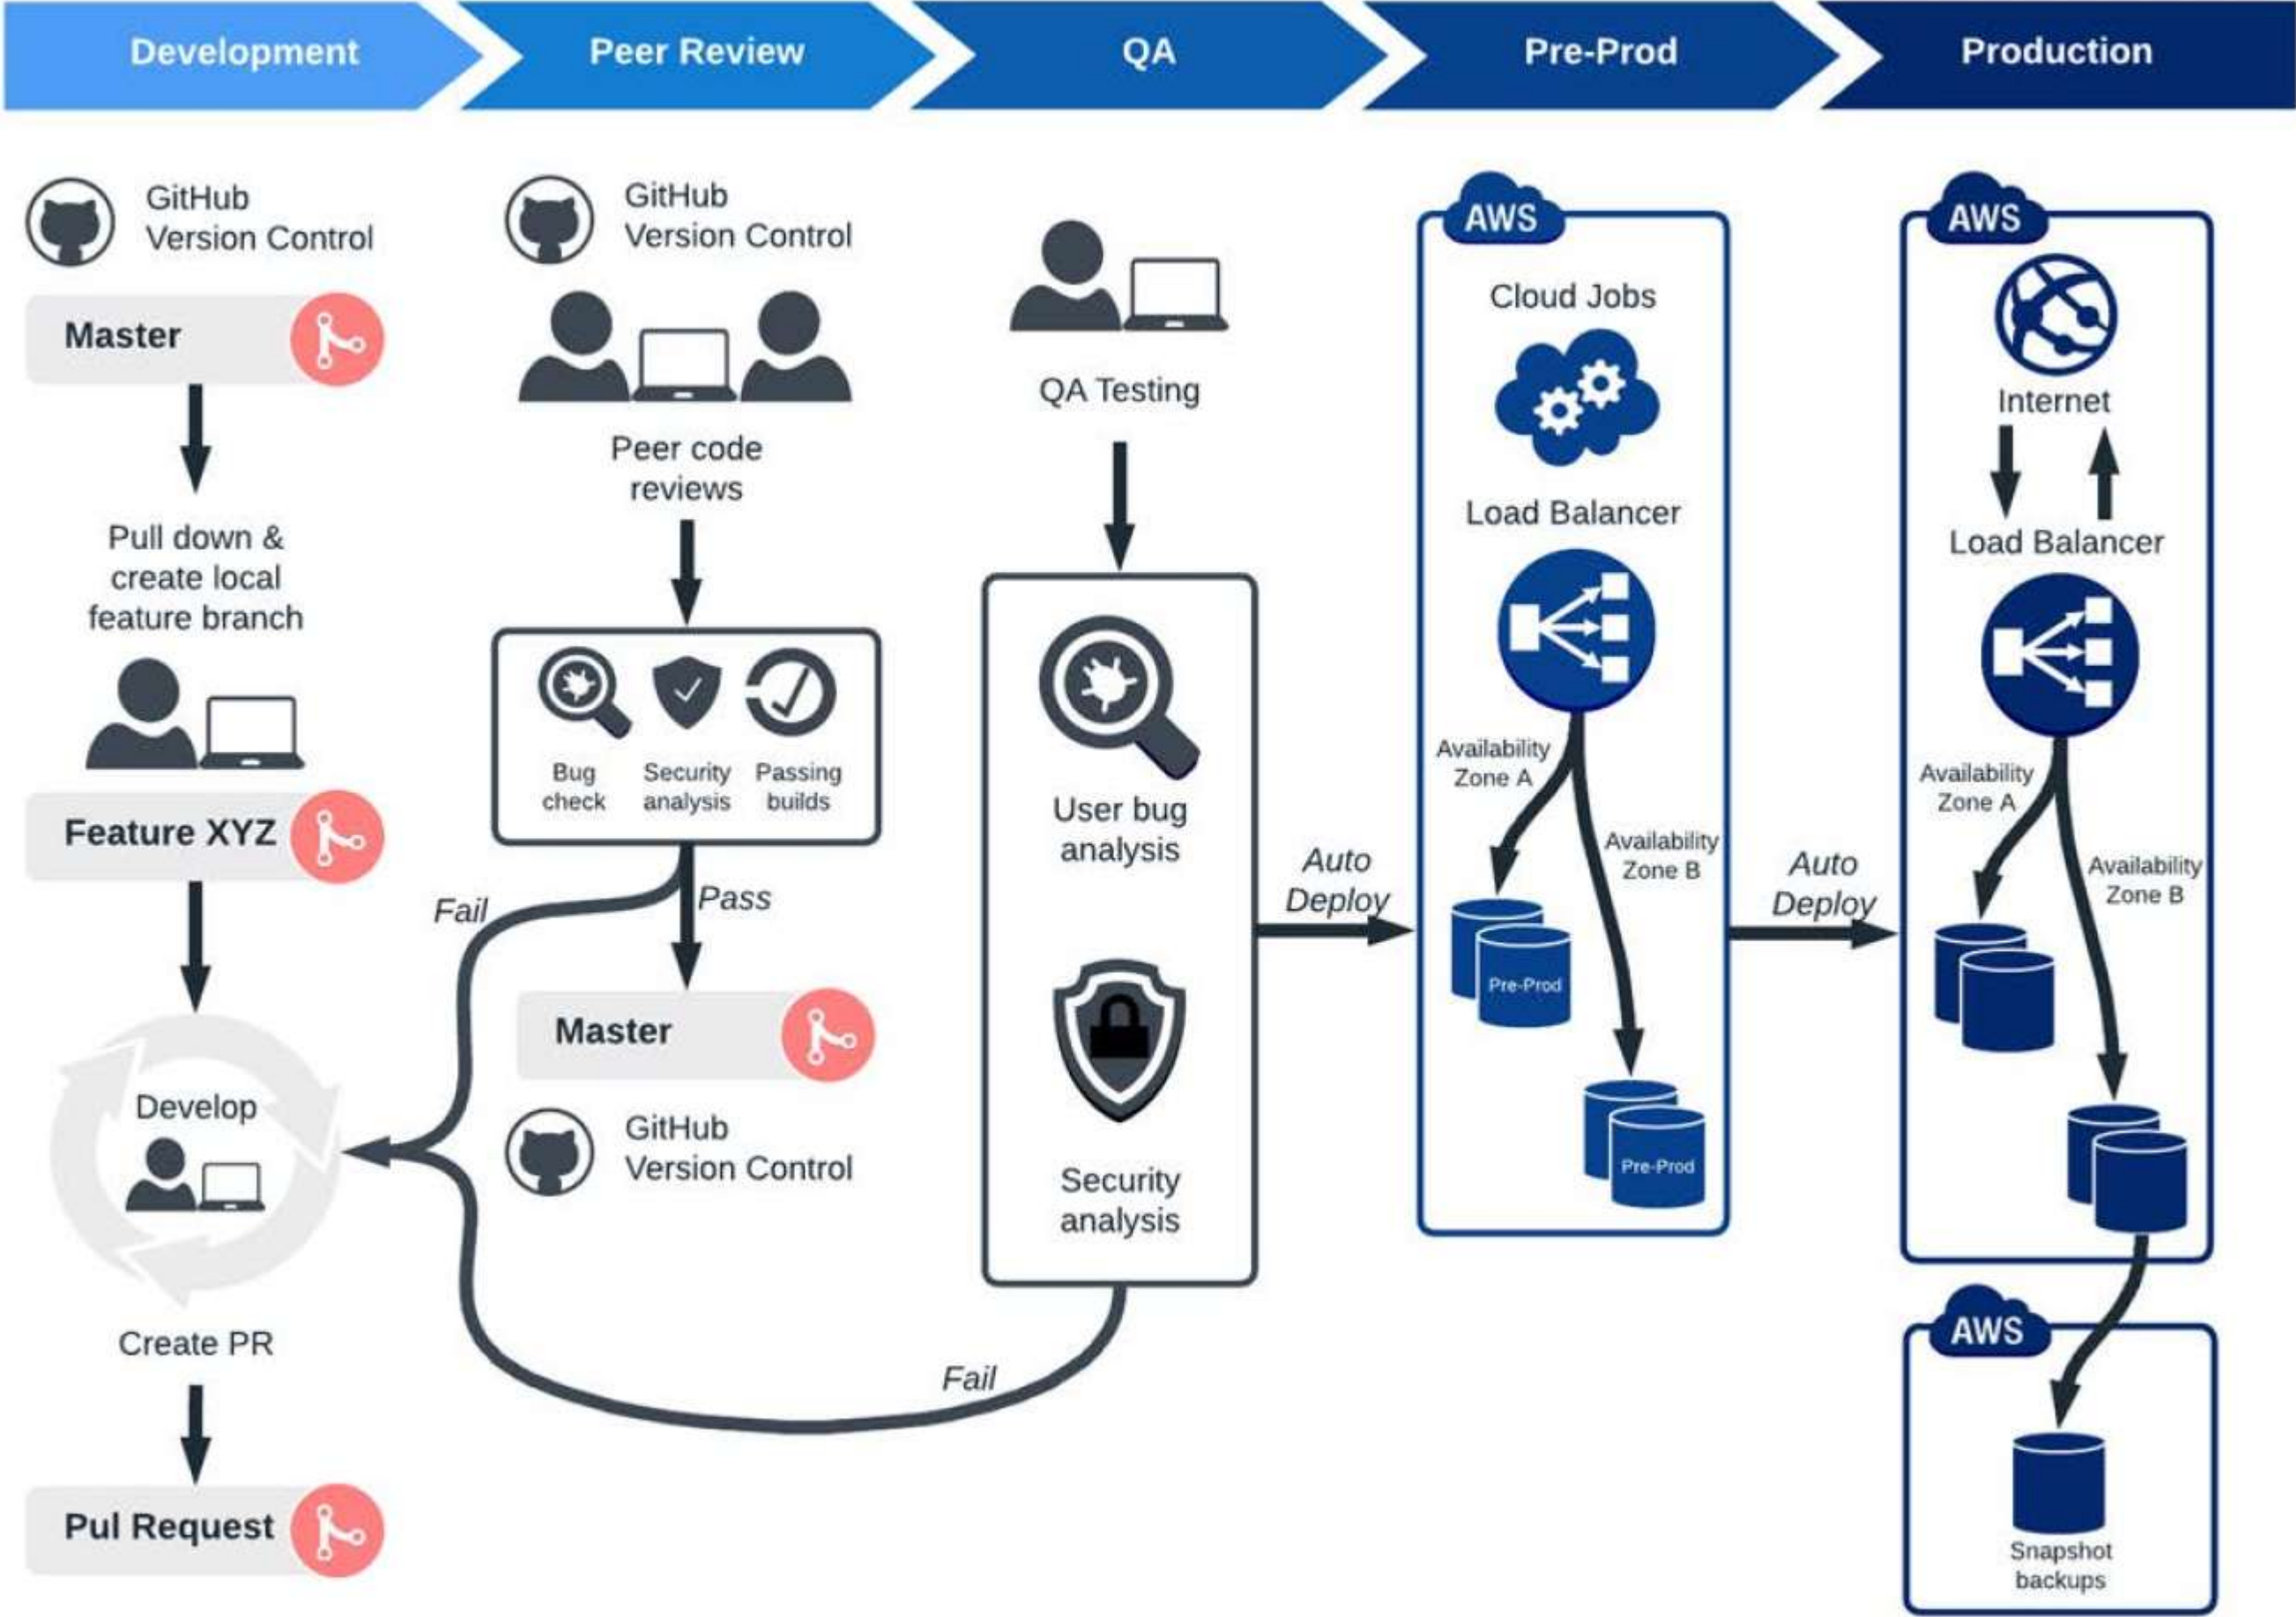 Development
Peer Review
QA
Pre-Prod
Production
GitHub
Version Control
Master
Pull down &
create local
feature branch
Feature XYZ
Develop
Create PR
Pul Request
GitHub
Version Control
Peer code
reviews
Bug
check
Security
analysis
Passing
builds
Fail
Pass
Master
GitHub
Version Control
QA Testing
User bug
analysis
Security
analysis
Fail
Auto
Deploy
AWS
Cloud Jobs
Load Balancer
Availability
Zone A
Availability
Zone B
Pre-Prod
Pre-Prod
Auto
Deploy
AWS
Internet
Load Balancer
Availability
Zone A
Availability
Zone B
AWS
Snapshot
backups